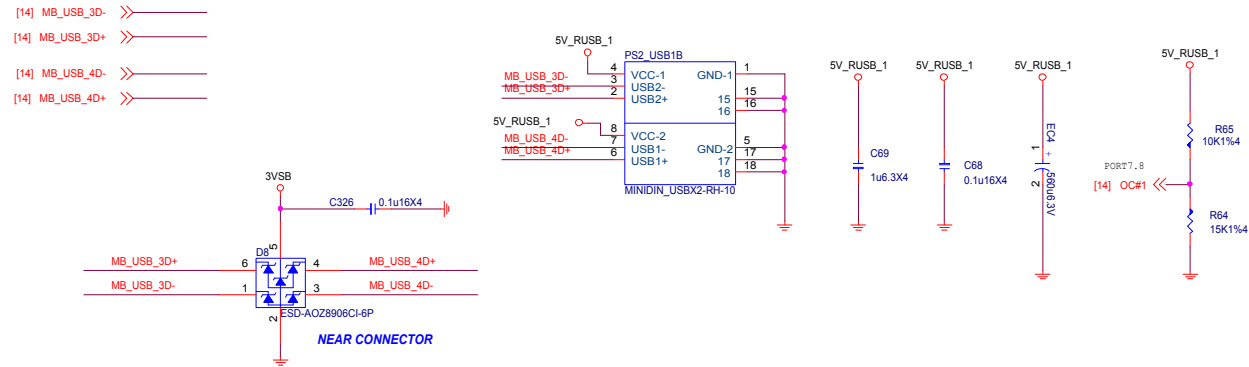 [14] MB_USB_3D-
[14] MB_USB_3D+
[14] MB_USB_4D-
[14] MB_USB_4D+
5V_RUSB_1
PS2_USB1B
MB_USB_3D-
MB_USB_3D+
4
3
2
VCC-1
USB2-
USB2+
GND-1
15
16
1
15
16
5V_RUSB_1
MB_USB_4D-
MB_USB_4D+
8
7
6
VCC-2
USB1-
USB1+
GND-2
17
18
5
17
18
MINIDIN_USBX2-RH-10
5V_RUSB_1
C69
1u6.3X4
5V_RUSB_1
C68
0.1u16X4
5V_RUSB_1
EC4
+
1
2
560u6.3V
5V_RUSB_1
R65
10K1%4
PORT7.8
[14] OC#1
R64
15K1%4
3VSB
C326
0.1u16X4
5
D8
MB_USB_3D+
6
4
MB_USB_4D+
MB_USB_3D-
1
3
MB_USB_4D-
2
ESD-AOZ8906CI-6P
NEAR CONNECTOR